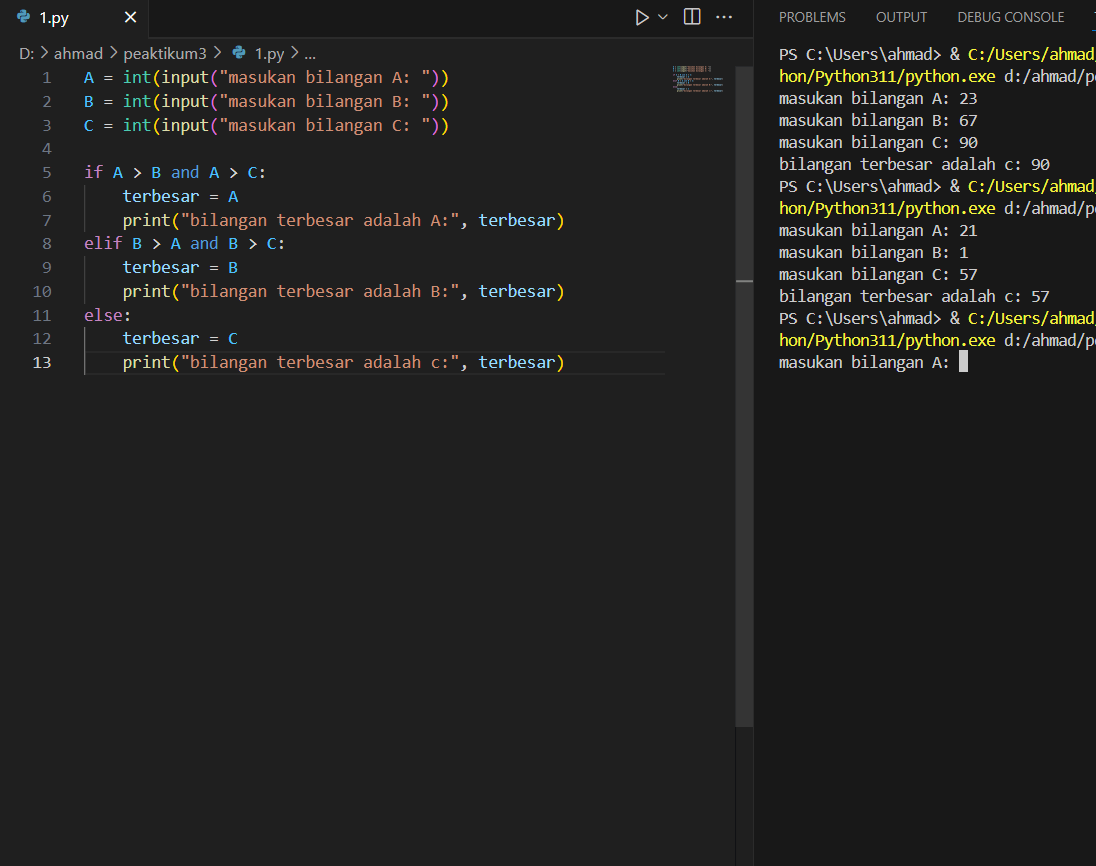 1.py
D: > ahmad > peaktikum3 > 1.py > ...
1 A = int(input("masukan bilangan A: "))
2 B = int(input("masukan bilangan B: "))
3 C = int(input("masukan bilangan C: "))
4
5 if A > B and A > C:
6     terbesar = A
7     print("bilangan terbesar adalah A:", terbesar)
8 elif B > A and B > C:
9     terbesar = B
10     print("bilangan terbesar adalah B:", terbesar)
11 else:
12     terbesar = C
13     print("bilangan terbesar adalah c:", terbesar)
PROBLEMS OUTPUT DEBUG CONSOLE
PS C:\Users\ahmad> & C:/Users/ahmad/
hon/Python311/python.exe d:/ahmad/pe
masukan bilangan A: 23
masukan bilangan B: 67
masukan bilangan C: 90
bilangan terbesar adalah c: 90
PS C:\Users\ahmad> & C:/Users/ahmad/
hon/Python311/python.exe d:/ahmad/pe
masukan bilangan A: 21
masukan bilangan B: 1
masukan bilangan C: 57
bilangan terbesar adalah c: 57
PS C:\Users\ahmad> & C:/Users/ahmad/
hon/Python311/python.exe d:/ahmad/pe
masukan bilangan A: